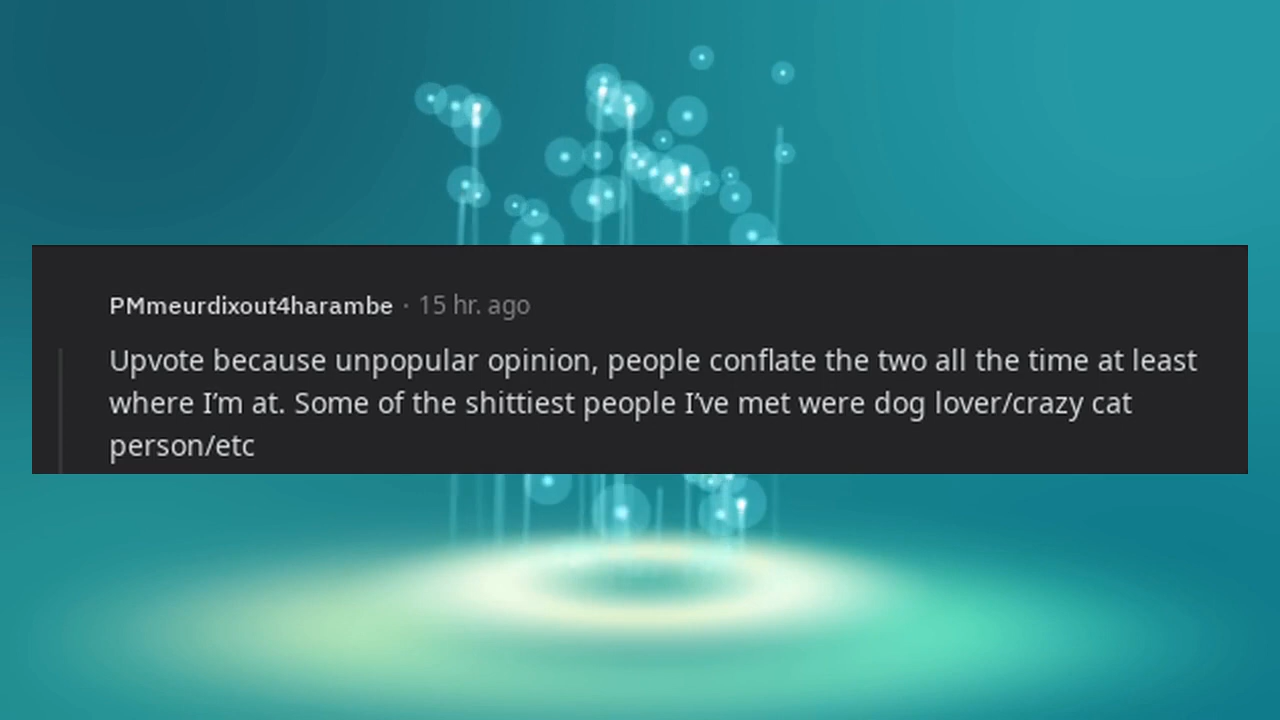 PMmeurdixout4harambe · 15 hr. ago
Upvote because unpopular opinion, people conflate the two all the time at least
where I’m at. Some of the shittiest people I’ve met were dog lover/crazy cat
person/etc